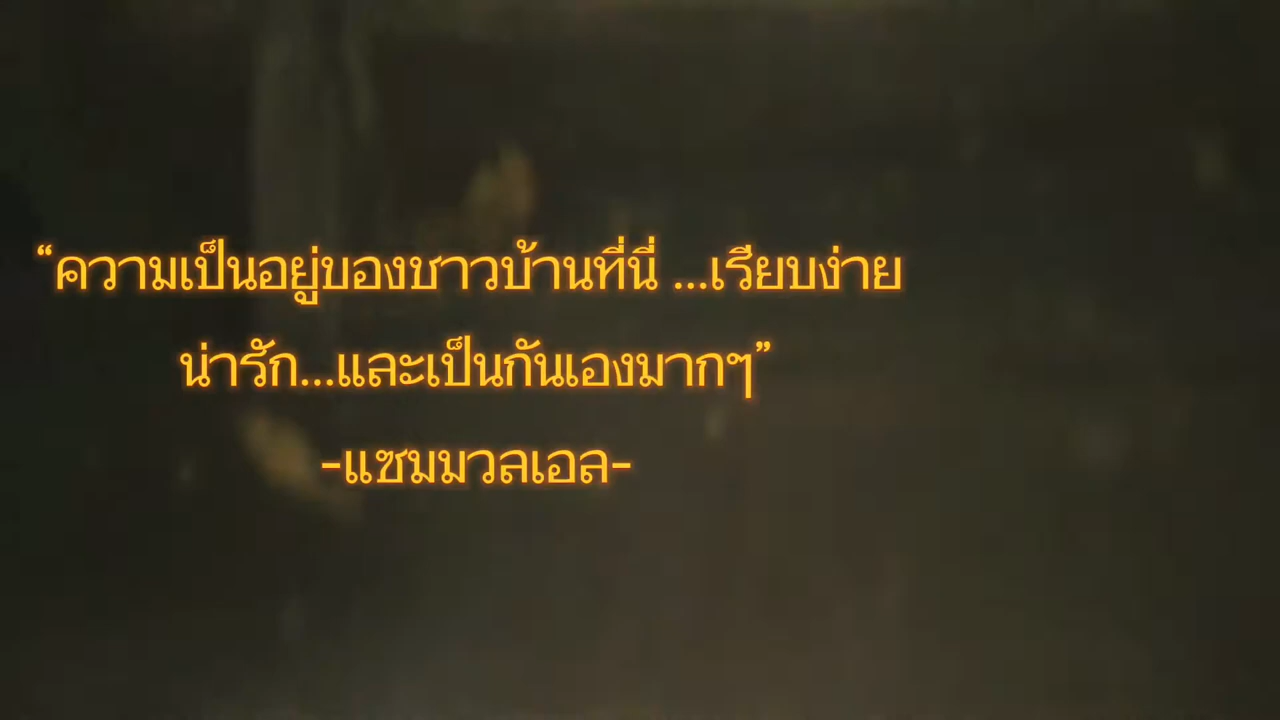 “ความเป็นอยู่บองชาวบ้านที่นี่ ...เรียบง่าย
น่ารัก...และเป็นกันเองมากๆ”
-แซมมวลเอล-